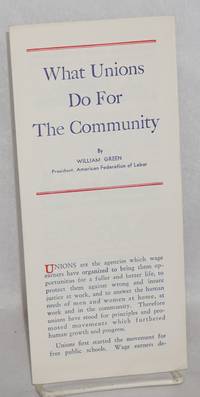 What Unions
Do For
The Community
By
WILLIAM GREEN
President, American Federation of Labor
UNIONS are the agencies which wage
earners have organized to bring them op-
portunities for a fuller and better life, to
protect them against wrong and insure
justice at work, and to answer the human
needs of men and women at home, at
work and in the community. Therefore
unions have stood for principles and pro-
moted movements which furthered
human growth and progress.
Unions first started the movement for
free public schools. Wage earners de-